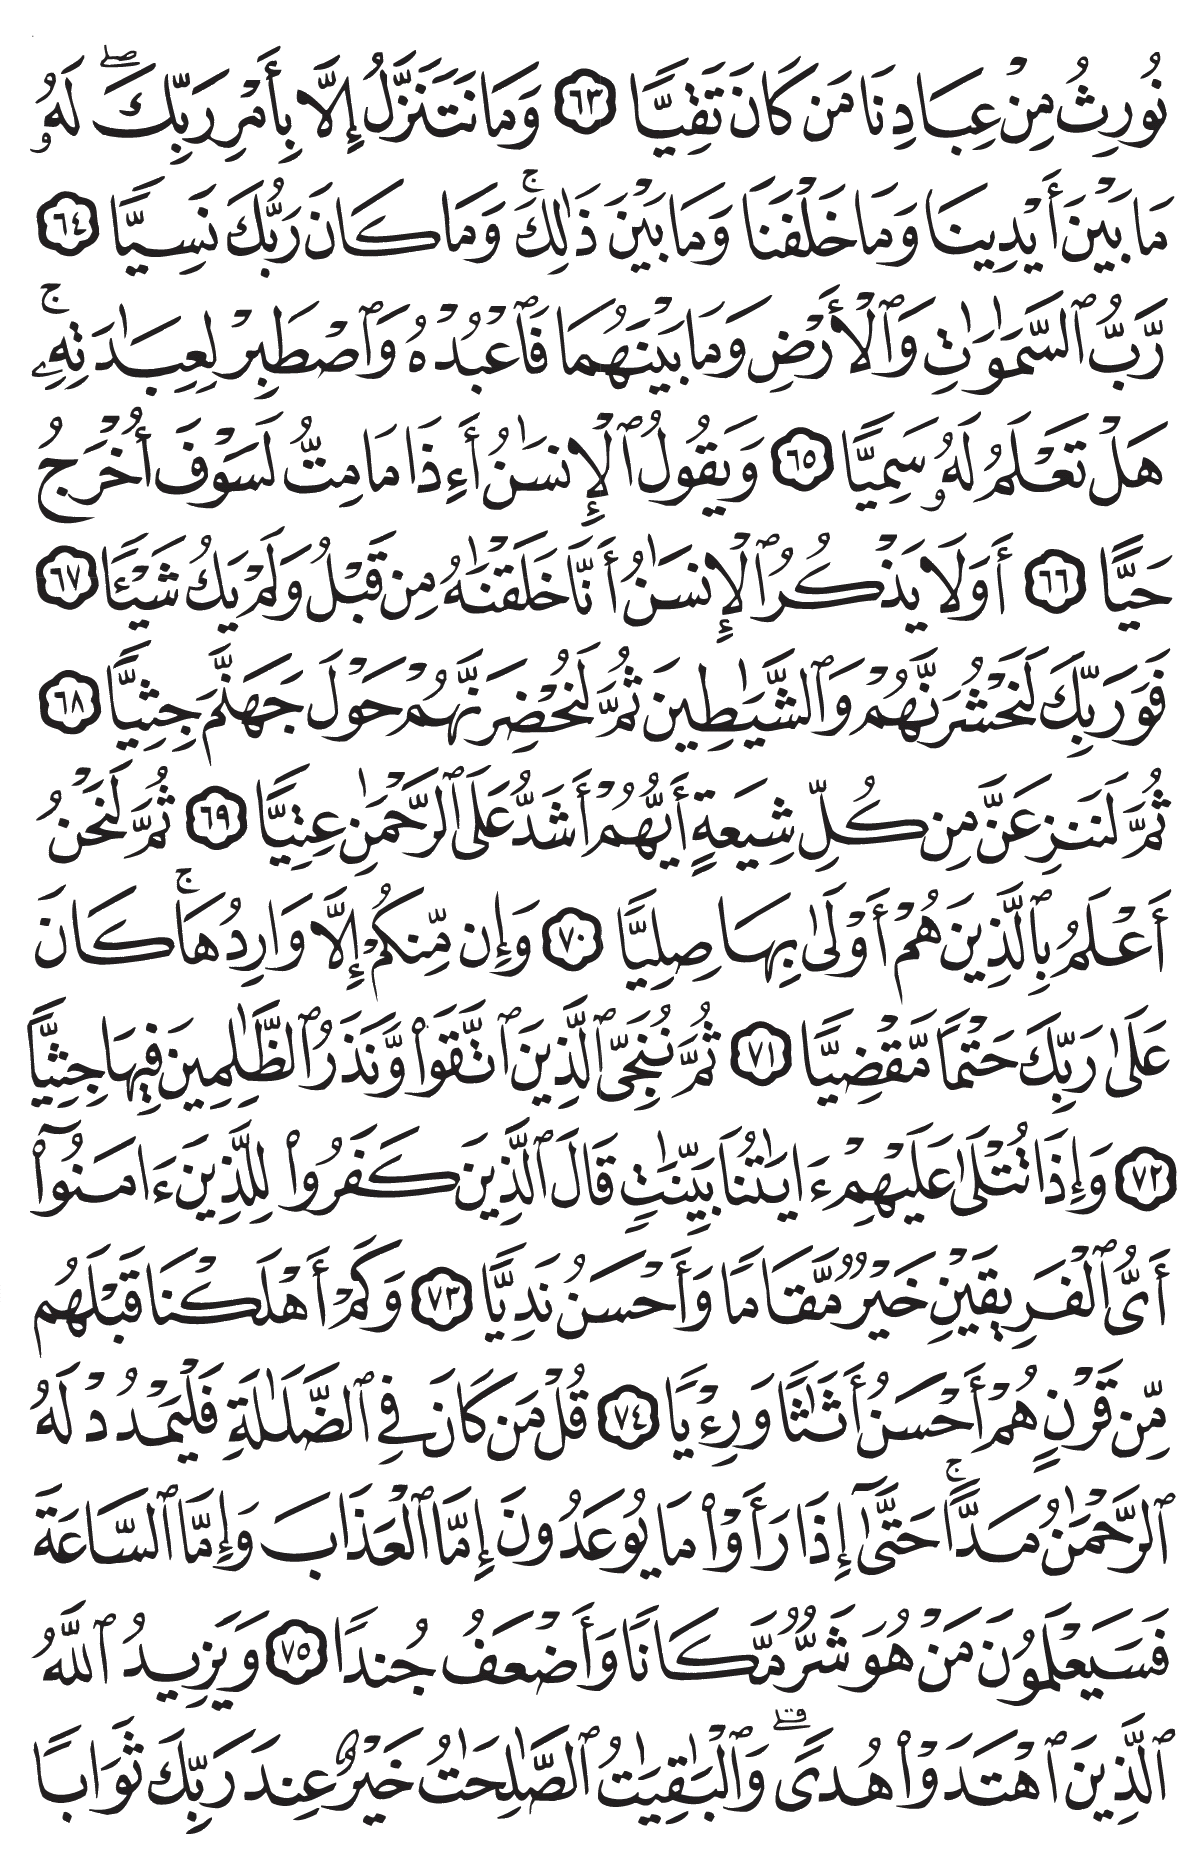 نُورِثُ مِنْ عِبَادِنَا مَن كَانَ تَقِيًّا ٦٣ وَمَا نَتَنَزَّلُ إِلَّا بِأَمْرِ رَبِّكَ ۖ لَهُۥ
مَا بَيْنَ أَيْدِينَا وَمَا خَلْفَنَا وَمَا بَيْنَ ذَٰلِكَ ۚ وَمَا كَانَ رَبُّكَ نَسِيًّا ٦٤
رَّبُّ ٱلسَّمَـٰوَٰتِ وَٱلْأَرْضِ وَمَا بَيْنَهُمَا فَٱعْبُدْهُ وَٱصْطَبِرْ لِعِبَـٰدَتِهِۦ ۚ
هَلْ تَعْلَمُ لَهُۥ سَمِيًّا ٦٥ وَيَقُولُ ٱلْإِنسَـٰنُ أَءِذَا مَا مِتُّ لَسَوْفَ أُخْرَجُ
حَيًّا ٦٦ أَوَلَا يَذْكُرُ ٱلْإِنسَـٰنُ أَنَّا خَلَقْنَـٰهُ مِن قَبْلُ وَلَمْ يَكُ شَيْـًٔا ٦٧
فَوَرَبِّكَ لَنَحْشُرَنَّهُمْ وَٱلشَّيَـٰطِينَ ثُمَّ لَنُحْضِرَنَّهُمْ حَوْلَ جَهَنَّمَ جِثِيًّا ٦٨
ثُمَّ لَنَنزِعَنَّ مِن كُلِّ شِيعَةٍ أَيُّهُمْ أَشَدُّ عَلَى ٱلرَّحْمَـٰنِ عِتِيًّا ٦٩ ثُمَّ لَنَحْنُ
أَعْلَمُ بِٱلَّذِينَ هُمْ أَوْلَىٰ بِهَا صِلِيًّا ٧٠ وَإِن مِّنكُمْ إِلَّا وَارِدُهَا ۚ كَانَ
عَلَىٰ رَبِّكَ حَتْمًا مَّقْضِيًّا ٧١ ثُمَّ نُنَجِّى ٱلَّذِينَ ٱتَّقَوا۟ وَّنَذَرُ ٱلظَّـٰلِمِينَ فِيهَا جِثِيًّا
٧٢ وَإِذَا تُتْلَىٰ عَلَيْهِمْ ءَايَـٰتُنَا بَيِّنَـٰتٍ قَالَ ٱلَّذِينَ كَفَرُوا۟ لِلَّذِينَ ءَامَنُوٓا۟
أَىُّ ٱلْفَرِيقَيْنِ خَيْرٌ مَّقَامًا وَأَحْسَنُ نَدِيًّا ٧٣ وَكَمْ أَهْلَكْنَا قَبْلَهُم
مِّن قَرْنٍ هُمْ أَحْسَنُ أَثَـٰثًا وَرِءْيًا ٧٤ قُلْ مَن كَانَ فِى ٱلضَّلَـٰلَةِ فَلْيَمْدُدْ لَهُ
ٱلرَّحْمَـٰنُ مَدًّا ۚ حَتَّىٰٓ إِذَا رَأَوْا۟ مَا يُوعَدُونَ إِمَّا ٱلْعَذَابَ وَإِمَّا ٱلسَّاعَةَ
فَسَيَعْلَمُونَ مَنْ هُوَ شَرٌّ مَّكَانًا وَأَضْعَفُ جُندًا ٧٥ وَيَزِيدُ ٱللَّهُ
ٱلَّذِينَ ٱهْتَدَوْا۟ هُدًى ۗ وَٱلْبَـٰقِيَـٰتُ ٱلصَّـٰلِحَـٰتُ خَيْرٌ عِندَ رَبِّكَ ثَوَابًا